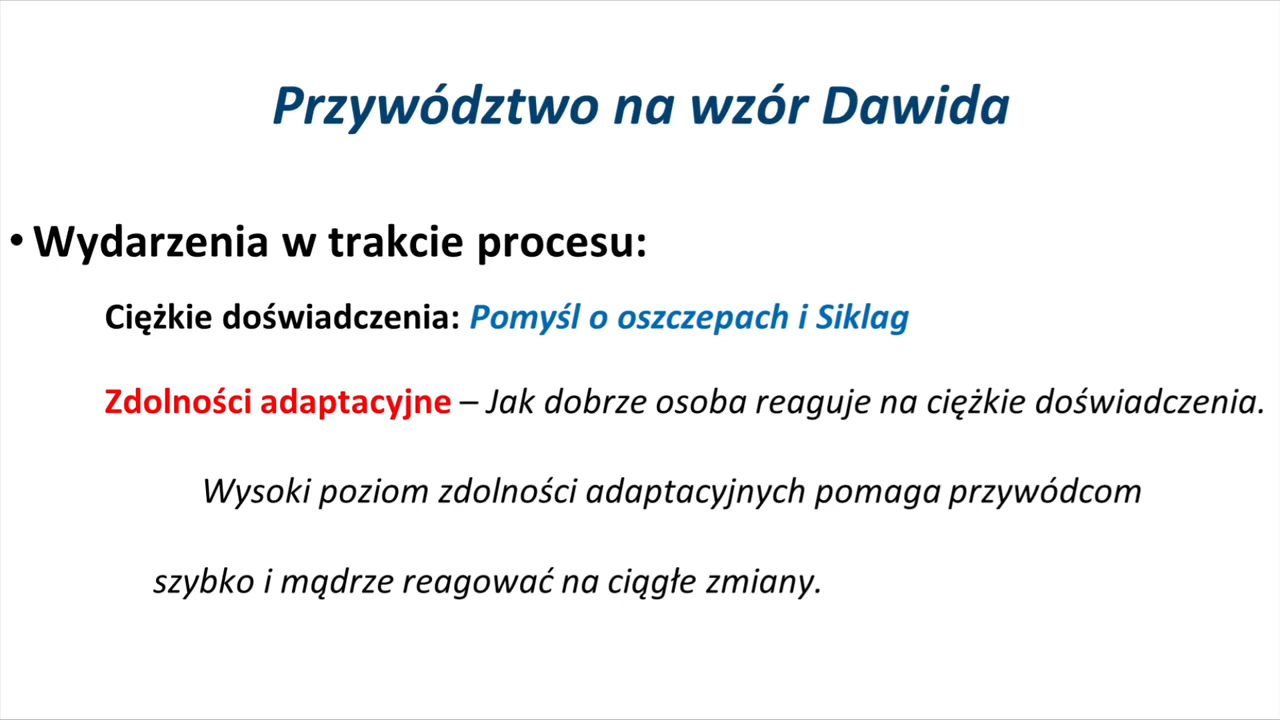 Przywództwo na wzór Dawida
• Wydarzenia w trakcie procesu:
Ciężkie doświadczenia: Pomyśl o oszczepach i Siklag
Zdolności adaptacyjne – Jak dobrze osoba reaguje na ciężkie doświadczenia.
Wysoki poziom zdolności adaptacyjnych pomaga przywódcom
szybko i mądrze reagować na ciągłe zmiany.